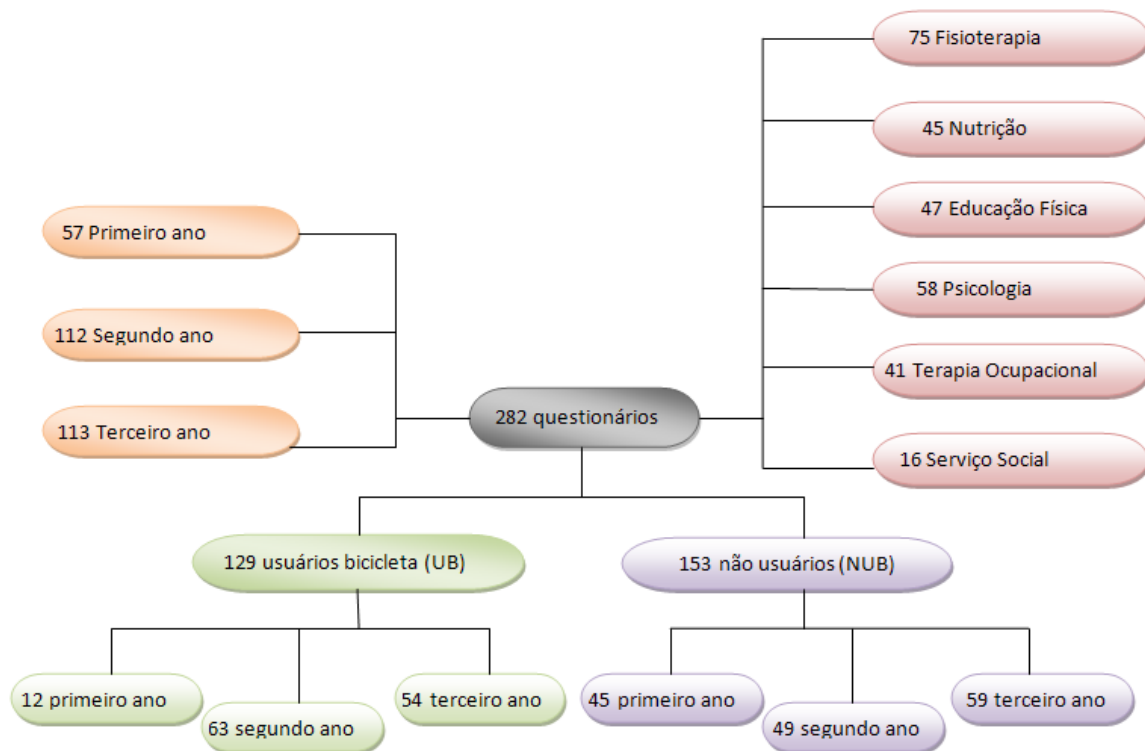 75 Fisioterapia
45 Nutrição
47 Educação Física
57 Primeiro ano
58 Psicologia
112 Segundo ano
41 Terapia Ocupacional
282 questionários
113 Terceiro ano
16 Serviço Social
129 usuários bicicleta (UB)
153 não usuários (NUB)
12 primeiro ano
63 segundo ano
54 terceiro ano
45 primeiro ano
49 segundo ano
59 terceiro ano